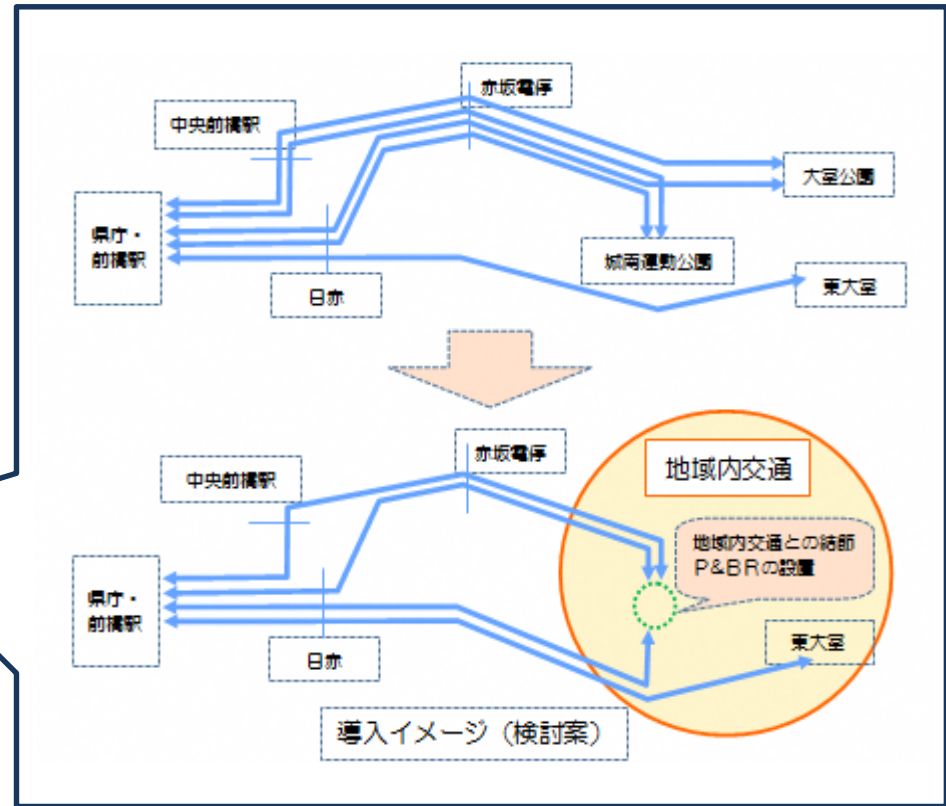 赤坂電停
中央前橋駅
大室公園
県庁・
前橋駅
城南運動公園
日赤
東大室
赤坂電停
中央前橋駅
地域内交通
地域内交通との結節
P&BRの設置
県庁・
前橋駅
日赤
東大室
導入イメージ（検討案）